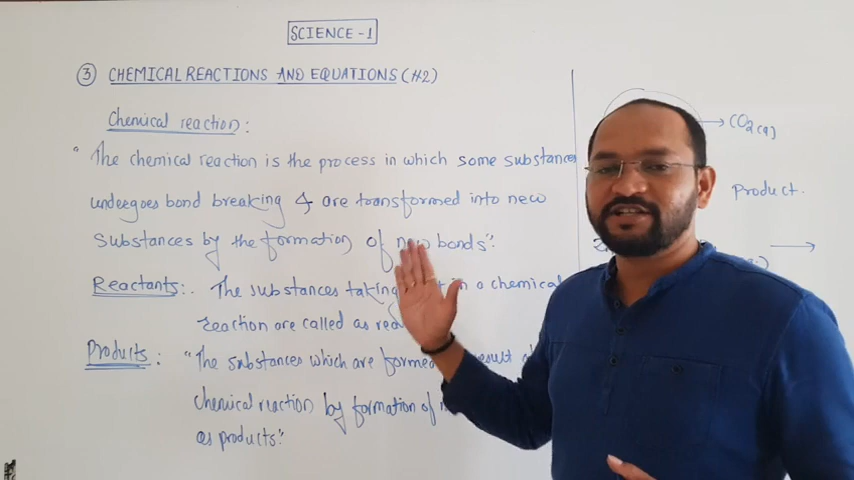 SCIENCE-1
③ CHEMICAL REACTIONS AND EQUATIONS (H2)
Chemical reaction:
"The chemical reaction is the process in which some substances
undergoes bond breaking & are transformed into new
Substances by the formation of new bonds":
Reactants: The substances taking in a chemical
reaction are called as
Products: "The substances which are formed result
chemical reaction by formation of
as products:"
→ CO2(g)
Product.
→